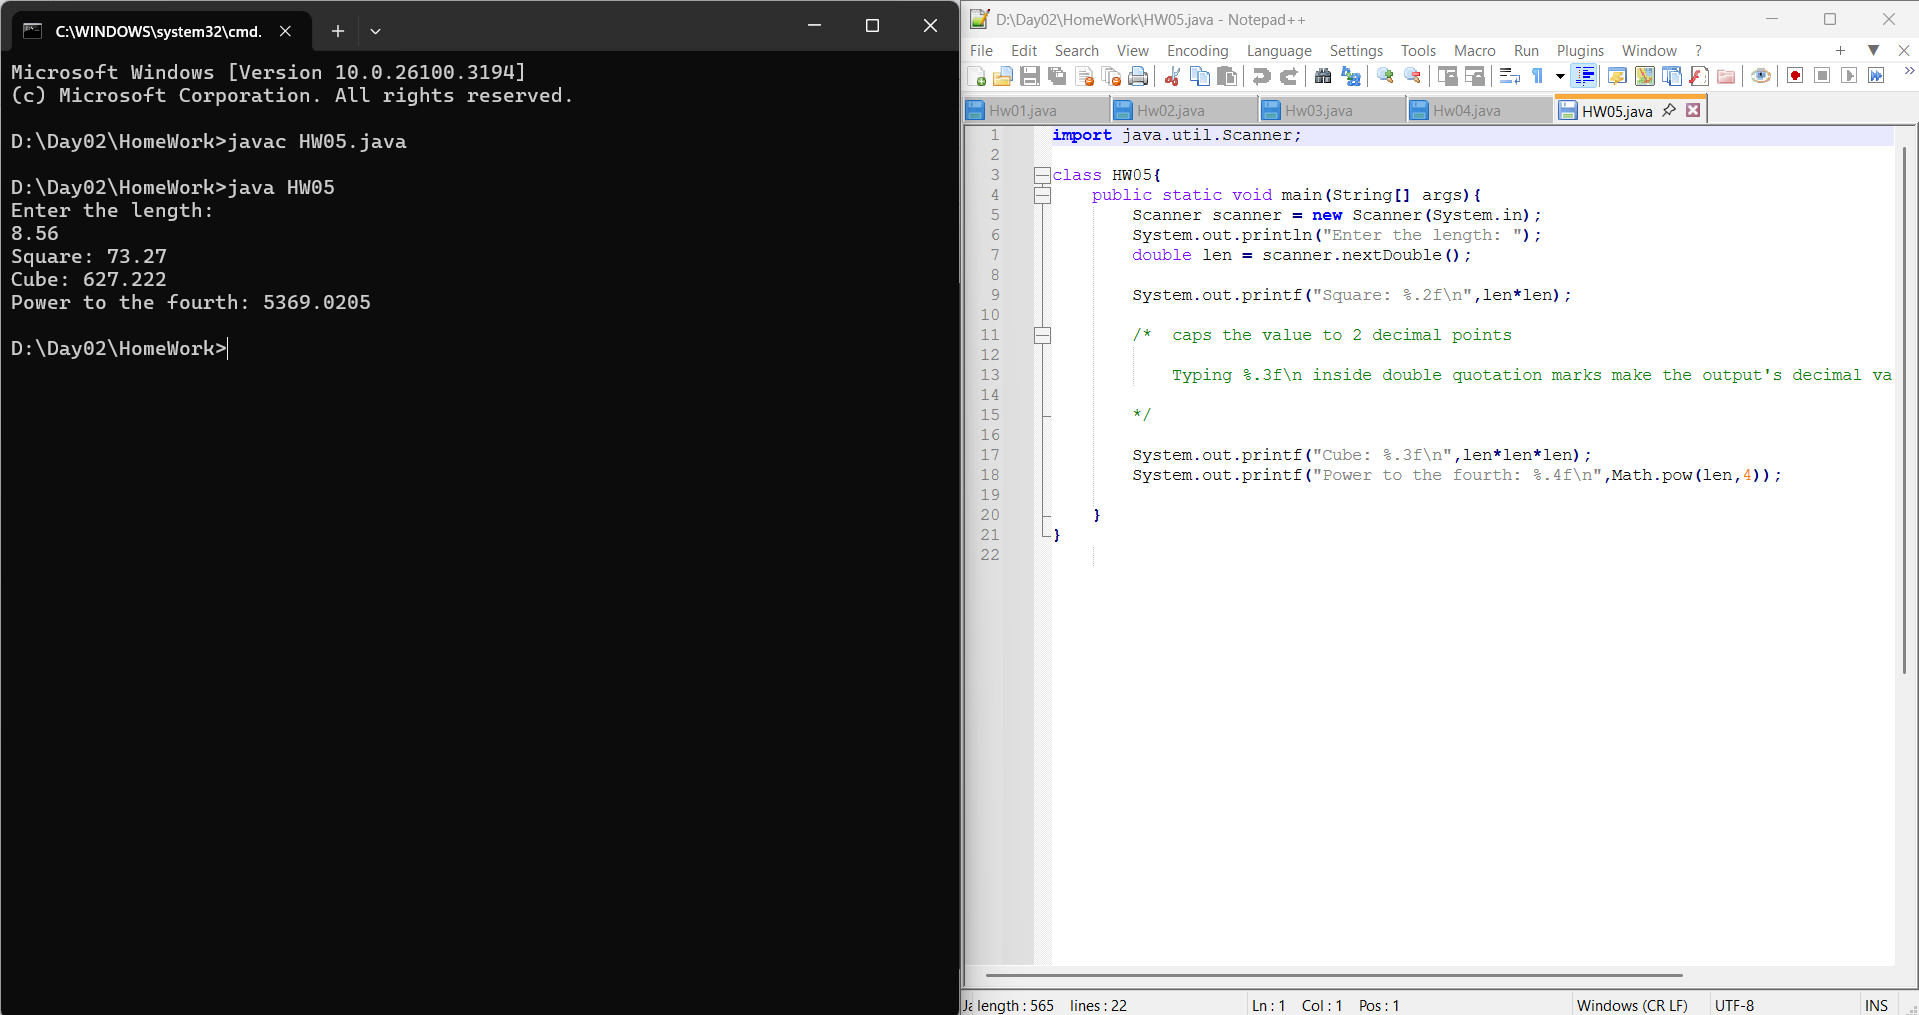 C:\WINDOWS\system32\cmd.
Microsoft Windows [Version 10.0.26100.3194]
(c) Microsoft Corporation. All rights reserved.
D:\Day02\HomeWork>javac HW05.java
D:\Day02\HomeWork>java HW05
Enter the length:
8.56
Square: 73.27
Cube: 627.222
Power to the fourth: 5369.0205
D:\Day02\HomeWork>
D:\Day02\HomeWork\HW05.java - Notepad++
File Edit Search View Encoding Language Settings Tools Macro Run Plugins Window ?
Hw01.java Hw02.java Hw03.java Hw04.java HW05.java
1 import java.util.Scanner;
2
3 class HW05{
4 public static void main(String[] args){
5 Scanner scanner = new Scanner(System.in);
6 System.out.println("Enter the length: ");
7 double len = scanner.nextDouble();
8
9 System.out.printf("Square: %.2f\n",len*len);
10
11 /* caps the value to 2 decimal points
12
13 Typing %.3f\n inside double quotation marks make the output's decimal va
14
15 */
16
17 System.out.printf("Cube: %.3f\n",len*len*len);
18 System.out.printf("Power to the fourth: %.4f\n",Math.pow(len,4));
19
20 }
21 }
22
Ja length : 565 lines : 22 Ln : 1 Col : 1 Pos : 1 Windows (CR LF) UTF-8 INS